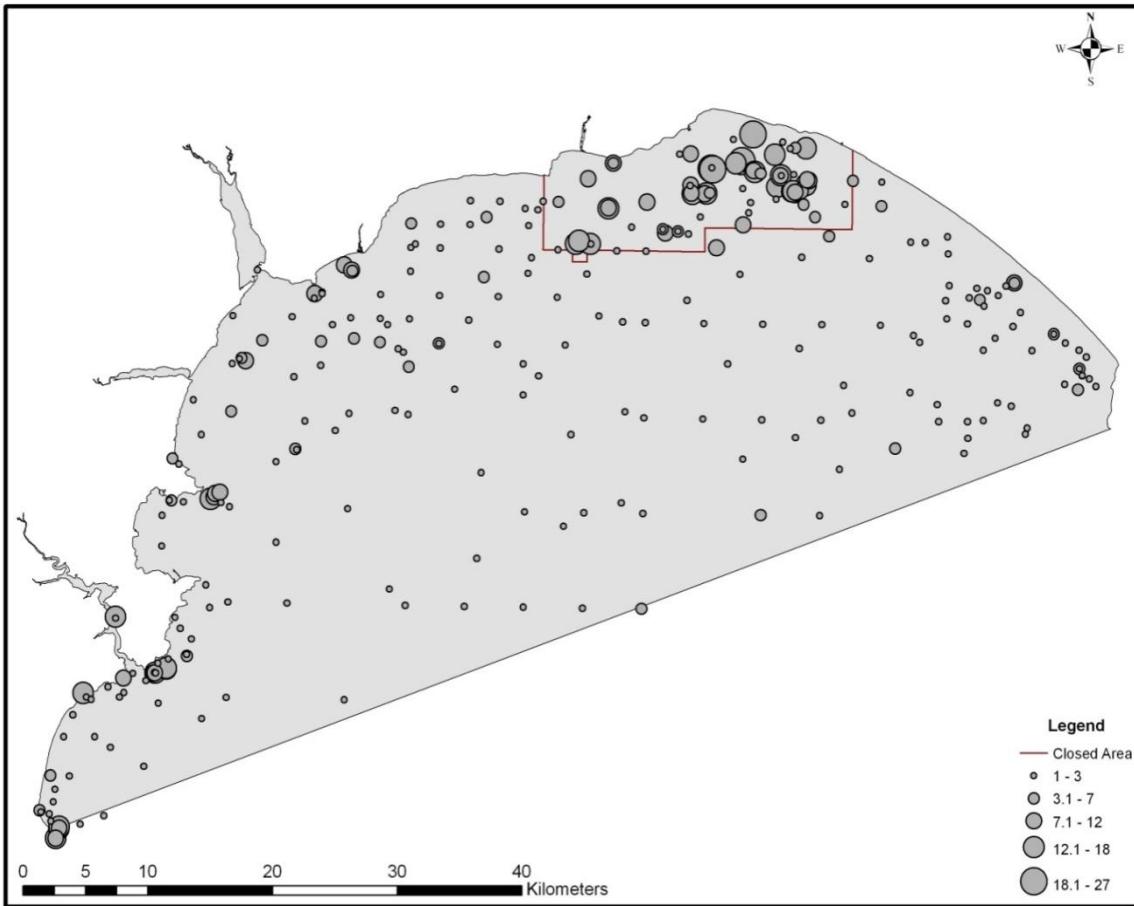 N
W E
S
Legend
Closed Area
1 - 3
3.1 - 7
7.1 - 12
12.1 - 18
18.1 - 27
0 5 10 20 30 40
Kilometers